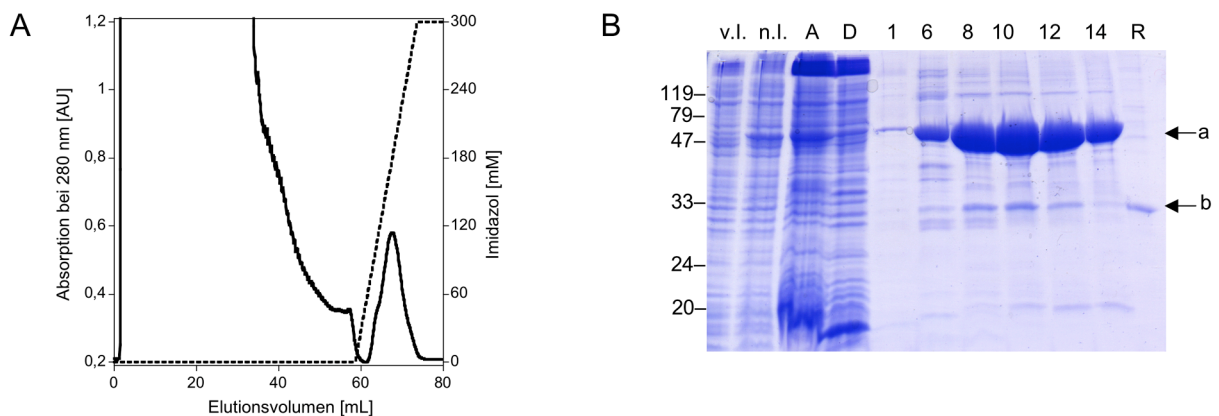 A
Absorption bei 280 nm [AU]
1,2
1
0,8
0,6
0,4
0,2
300
240
180
120
60
0
Imidazol [mM]
0 20 40 60 80
Elutionsvolumen [mL]
B
v.l. n.l. A D 1 6 8 10 12 14 R
119
79
47
33
24
20
a
b